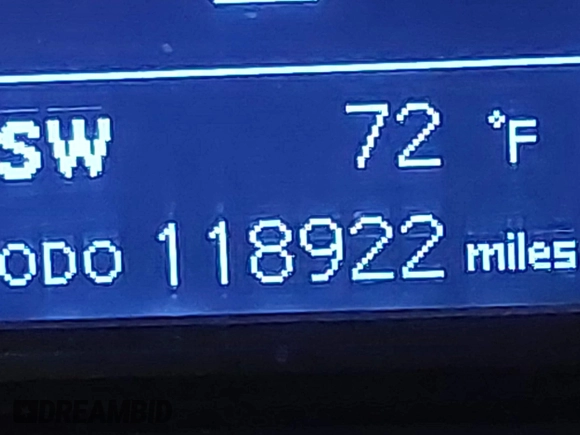 SW 72 °F
ODO 118922 miles
DREAMBID